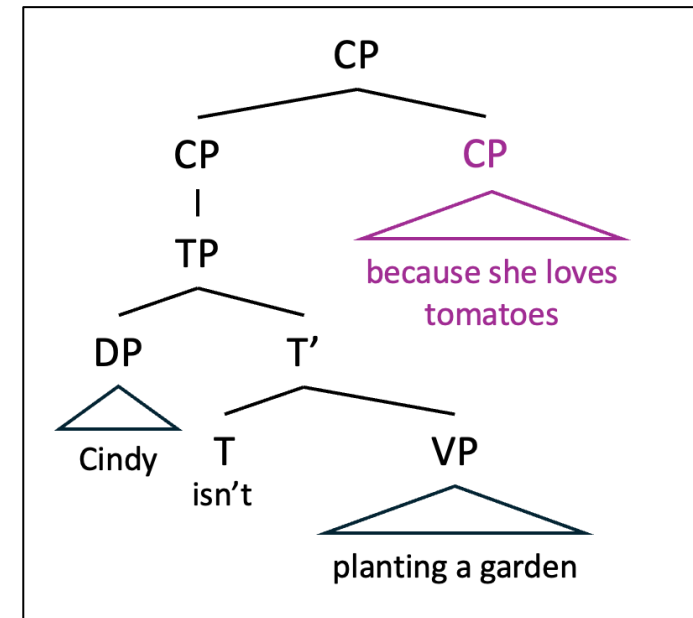 CP
CP CP
TP
because she loves
tomatoes
DP T’
Cindy T VP
isn’t
planting a garden